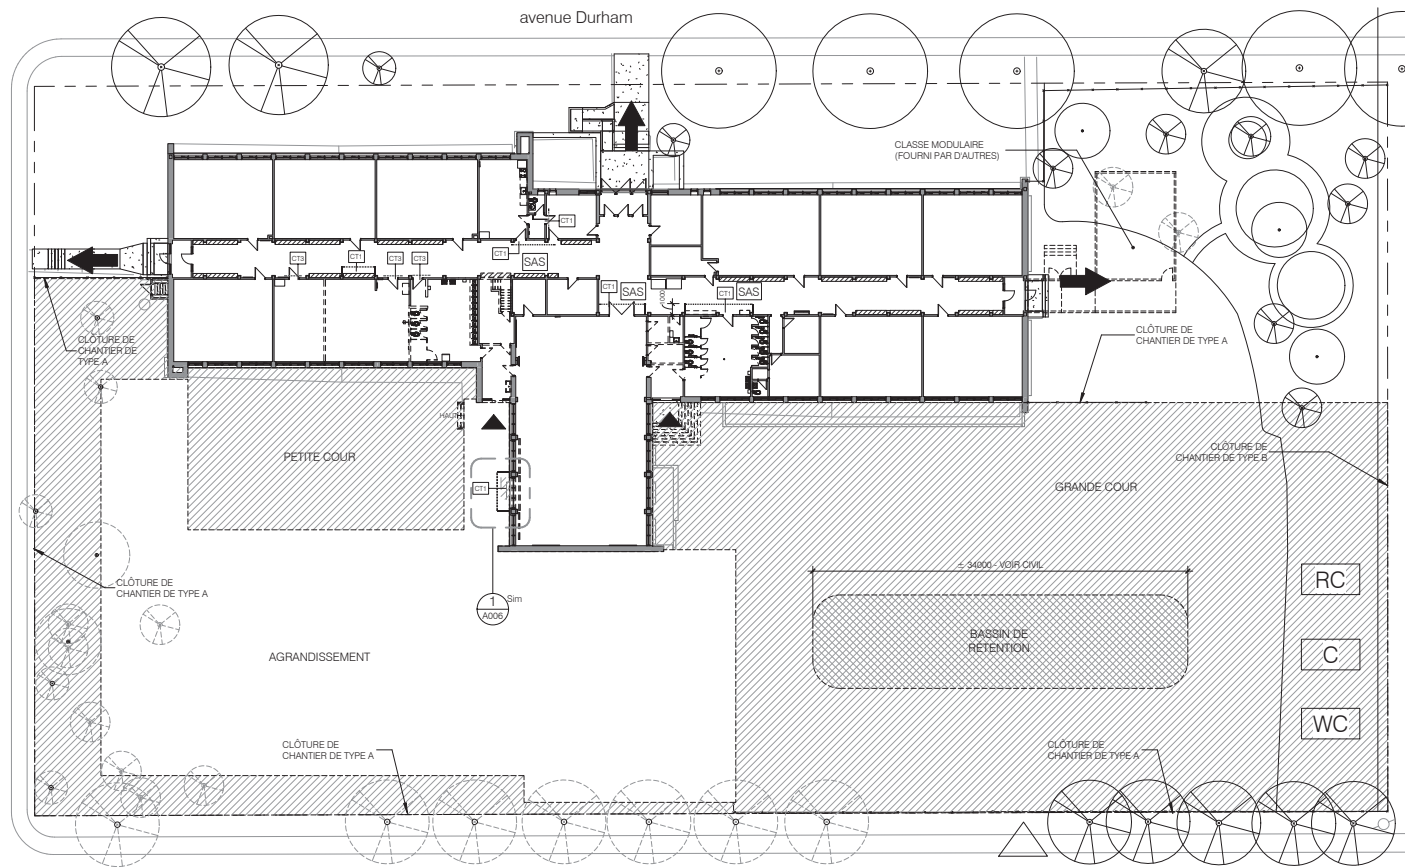 avenue Durham
CLASSE MODULAIRE
(FOURNI PAR D'AUTRES)
CT1
CT1
SAS
CT3
CT1
CT3
CT3
CT1
SAS
CT1
SAS
CLÔTURE DE
CHANTIER DE
TYPE A
CLÔTURE DE
CHANTIER DE TYPE A
PETITE COUR
CT1
GRANDE COUR
CLÔTURE DE
CHANTIER DE TYPE B
± 34000 - VOIR CIVIL
CLÔTURE DE
CHANTIER DE TYPE A
1
Sim
A006
RC
BASSIN DE
RÉTENTION
C
AGRANDISSEMENT
WC
CLÔTURE DE
CHANTIER DE TYPE A
CLÔTURE DE
CHANTIER DE TYPE A